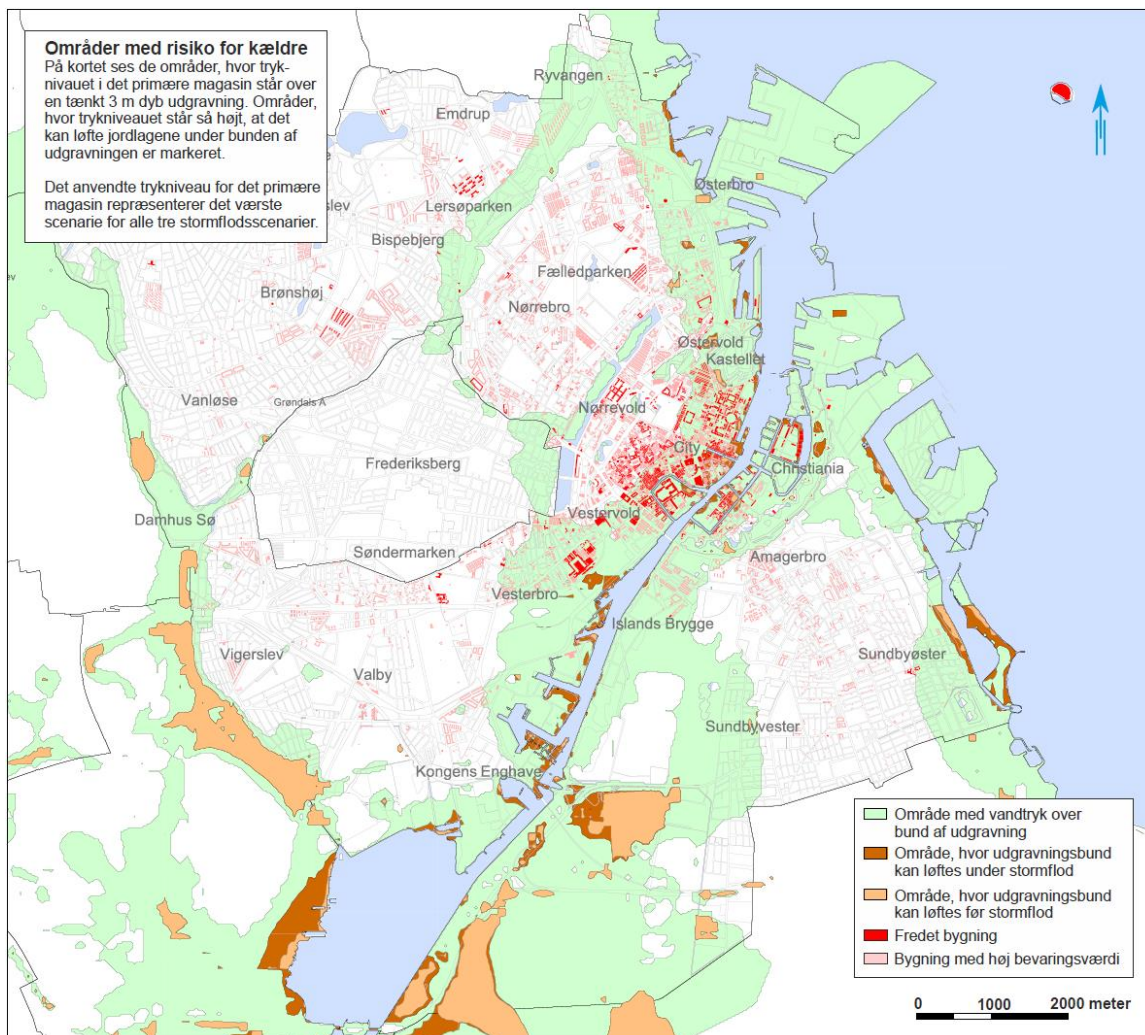 Områder med risiko for kældre
På kortet ses de områder, hvor tryk-
nivauet i det primære magasin står over
en tænkt 3 m dyb udgravning. Områder,
hvor trykniveauet står så højt, at det
kan løfte jordlagene under bunden af
udgravningen er markeret.
Det anvendte trykniveau for det primære
magasin repræsenterer det værste
scenarie for alle tre stormflodsscenarier.
Ryvangen
Emdrup
Østerbro
Lersøparken
Bispebjerg
Fælledparken
Brønshøj
Nørrebro
Østervold
Kastellet
Vanløse
Grøndals A
Nørrevold
City
Frederiksberg
Christiania
Vestervold
Damhus Sø
Søndermarken
Amagerbro
Vesterbro
Islands Brygge
Vigerslev
Sundbyøster
Valby
Sundbyvester
Kongens Enghave
Område med vandtryk over
bund af udgravning
Område, hvor udgravningsbund
kan løftes under stormflod
Område, hvor udgravningsbund
kan løftes før stormflod
Fredet bygning
Bygning med høj bevaringsværdi
0 1000 2000 meter